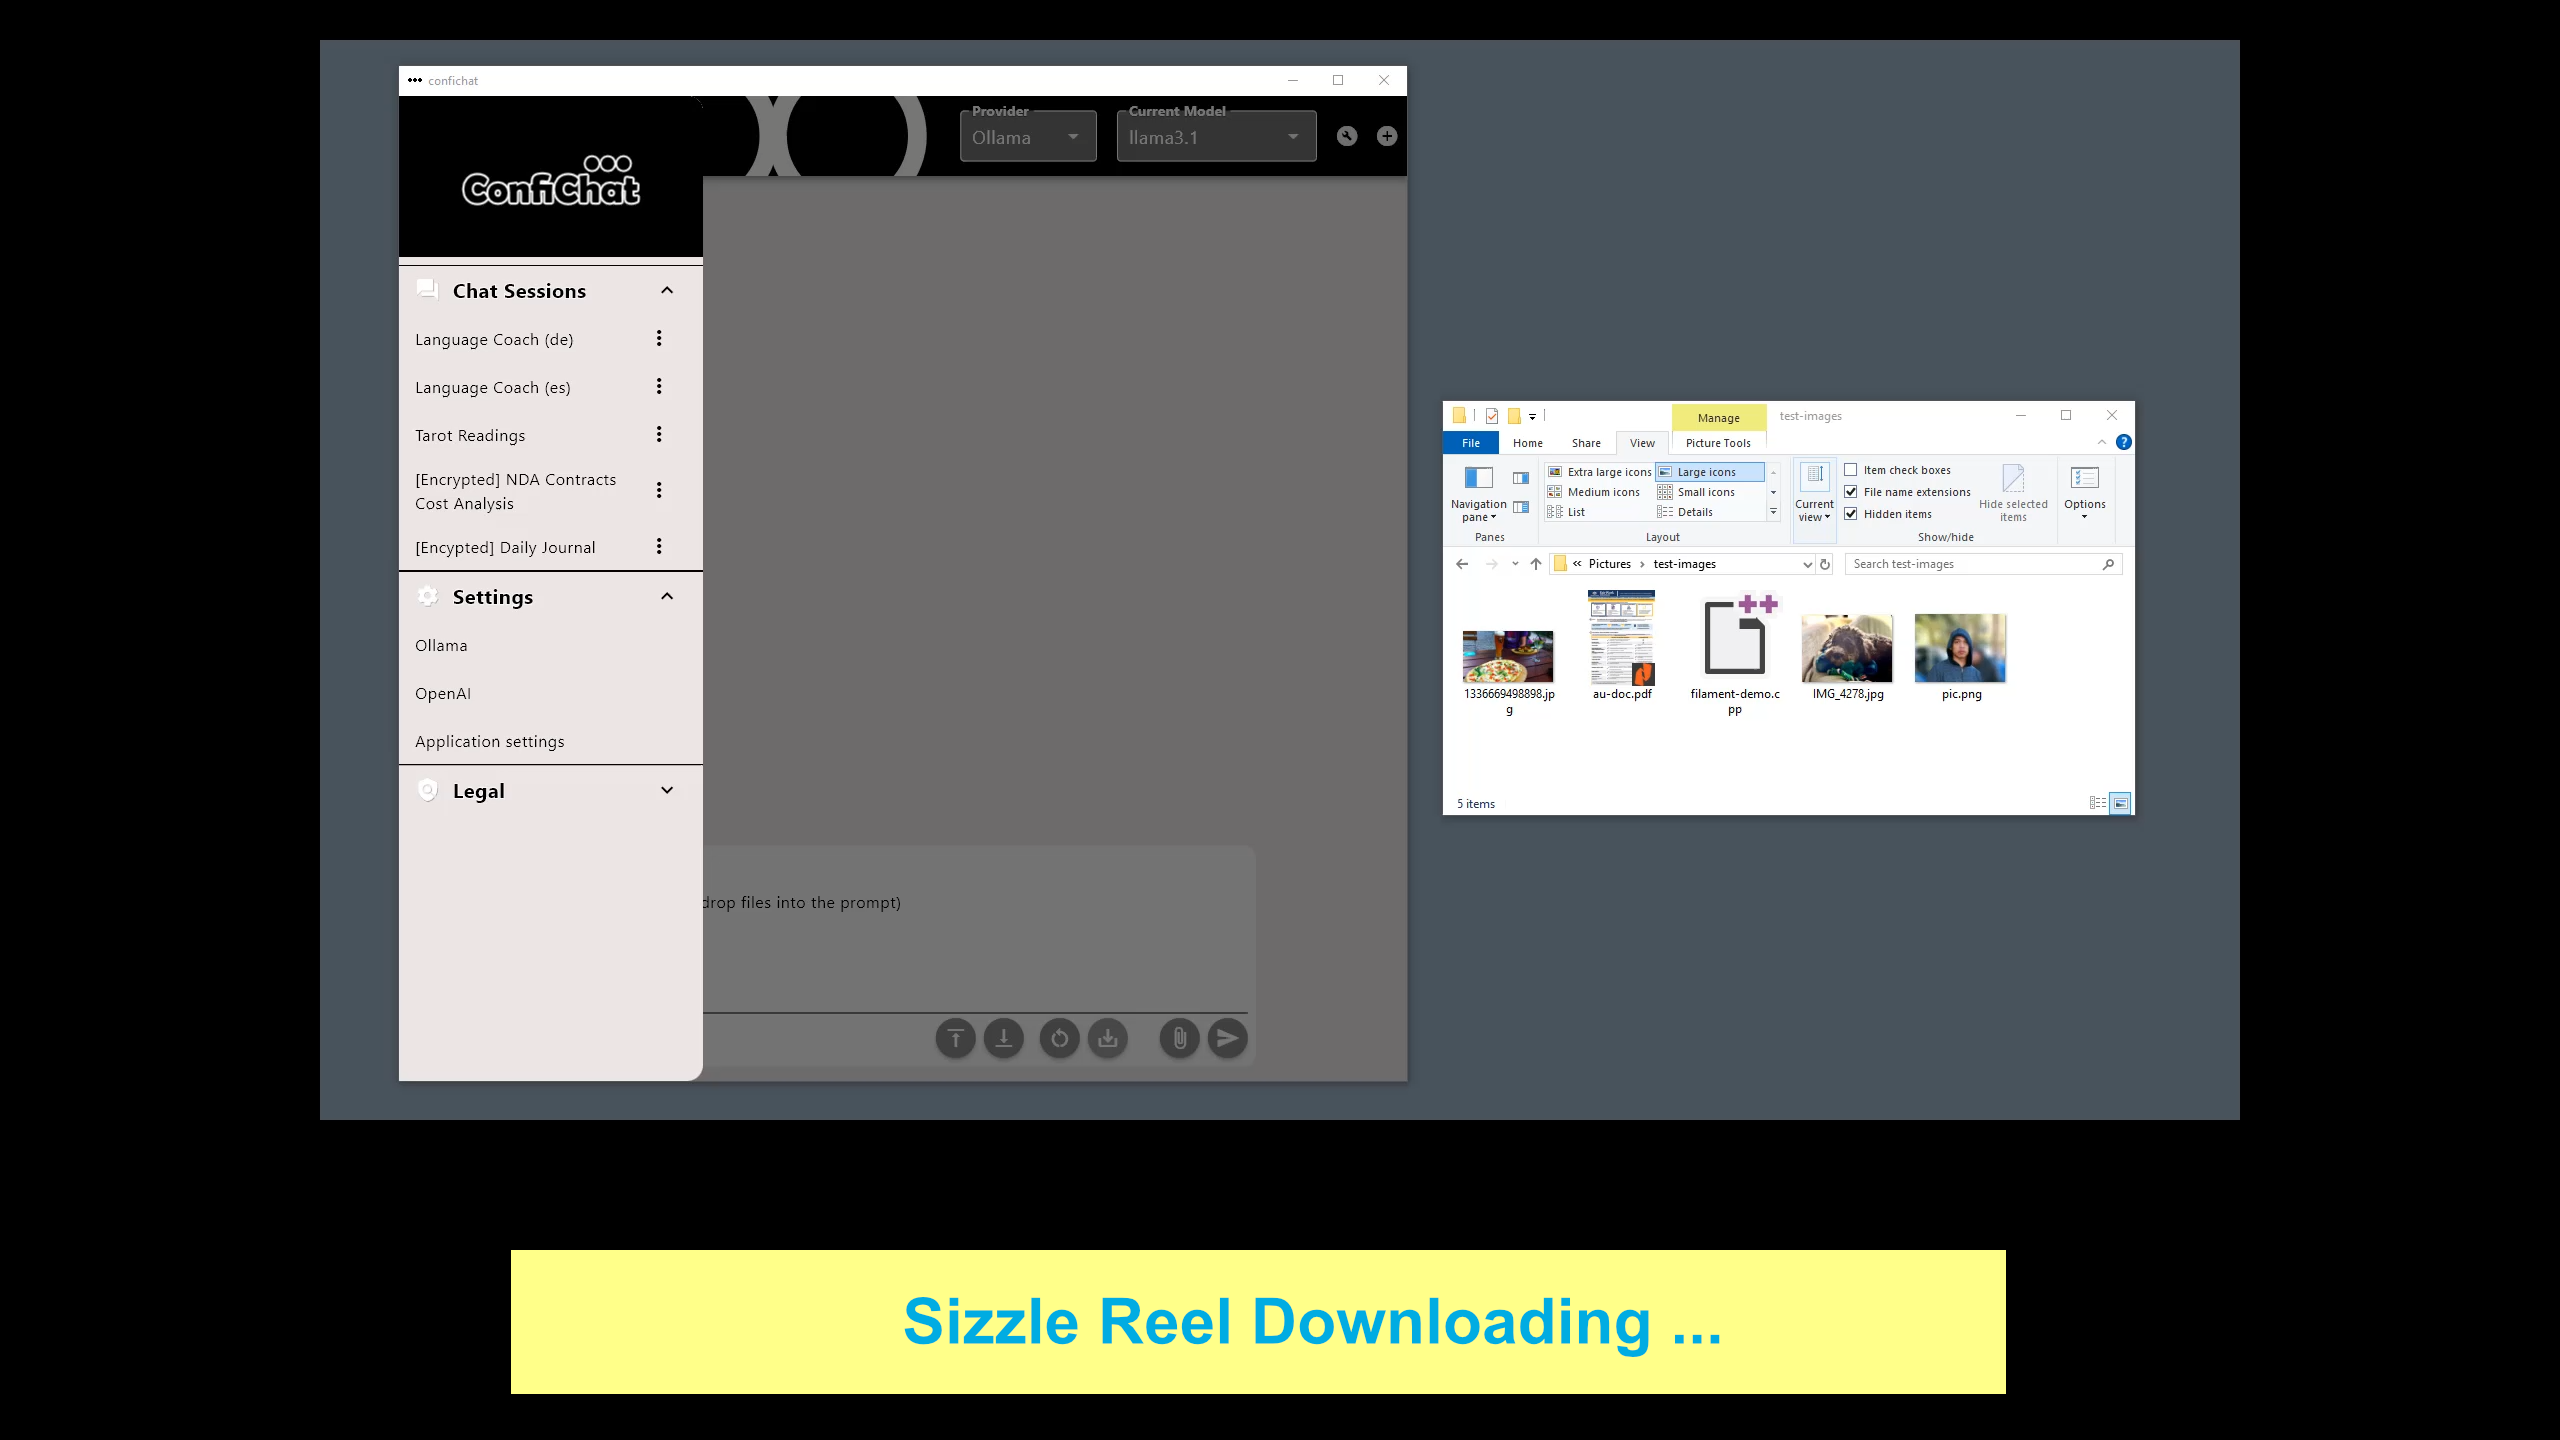 confichat
Provider
Ollama
Current Model
llama3.1
ConfiChat
Chat Sessions
Language Coach (de)
Language Coach (es)
Tarot Readings
[Encrypted] NDA Contracts
Cost Analysis
[Encypted] Daily Journal
Settings
Ollama
OpenAI
Application settings
Legal
drop files into the prompt)
Manage
test-images
File
Home
Share
View
Picture Tools
Navigation
pane
Panes
Extra large icons
Large icons
Medium icons
Small icons
List
Details
Layout
Current
view
Item check boxes
File name extensions
Hidden items
Hide selected
items
Show/hide
Options
« Pictures › test-images
Search test-images
1336669498898.jp
g
au-doc.pdf
filament-demo.c
pp
IMG_4278.jpg
pic.png
5 items
Sizzle Reel Downloading ...